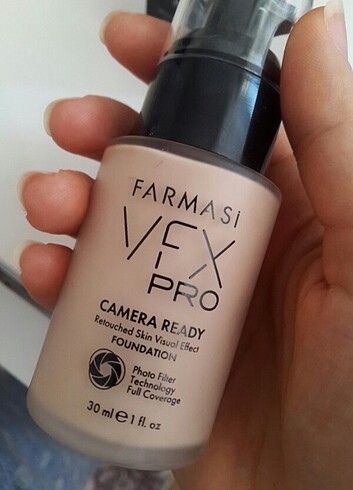 FARMASi
VFX
PRO
CAMERA READY
Retouched Skin Visual Effect
FOUNDATION
Photo Filter
Technology
Full Coverage
30 ml e 1 fl. oz